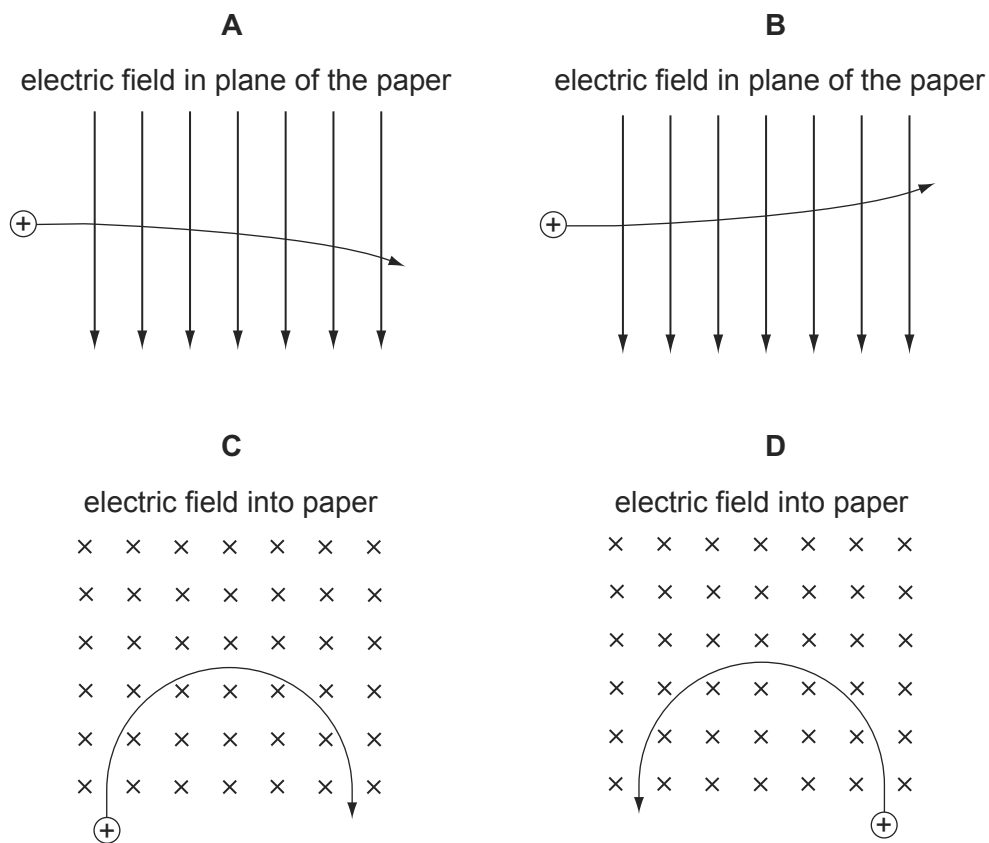 A
electric field in plane of the paper
+
B
electric field in plane of the paper
+
C
electric field into paper
+
D
electric field into paper
+